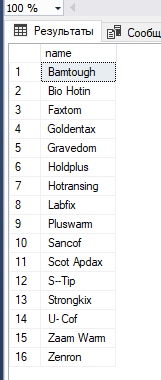 100 %
Результаты Сообщ
name
1 Bamtough
2 Bio Hotin
3 Faxtom
4 Goldentax
5 Gravedom
6 Holdplus
7 Hotransing
8 Labfix
9 Pluswarm
10 Sancof
11 Scot Apdax
12 S--Tip
13 Strongkix
14 U- Cof
15 Zaam Warm
16 Zenron